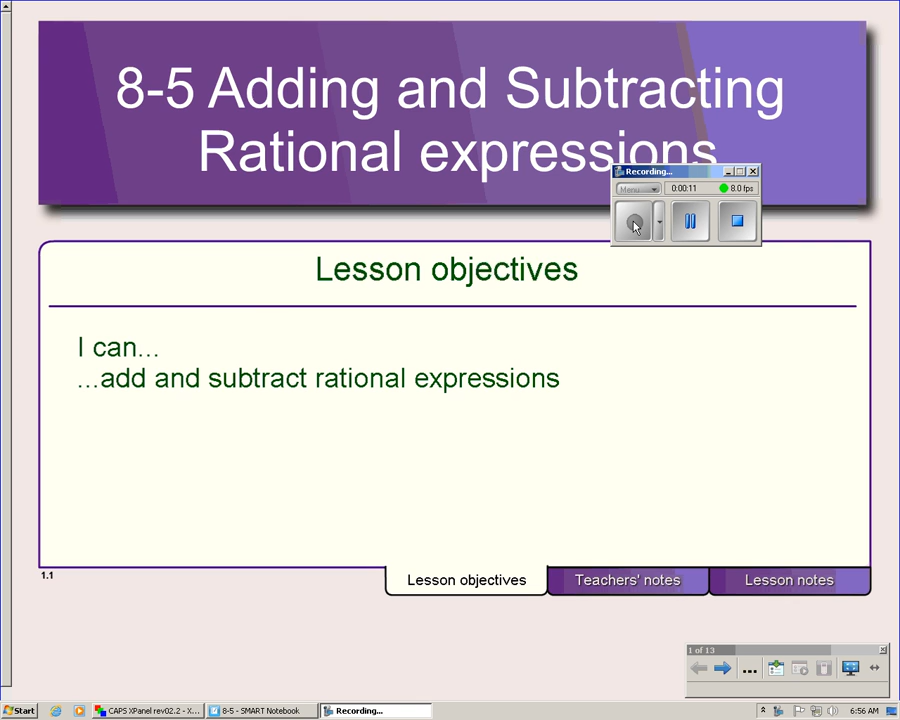 8-5 Adding and Subtracting
Rational expressions
Recording...
Menu
0:00:11
8.0 fps
Lesson objectives
I can...
...add and subtract rational expressions
1.1
Lesson objectives
Teachers' notes
Lesson notes
1 of 13
...
Start
CAPS XPanel rev02.2 - X...
8-5 - SMART Notebook
Recording...
6:56 AM